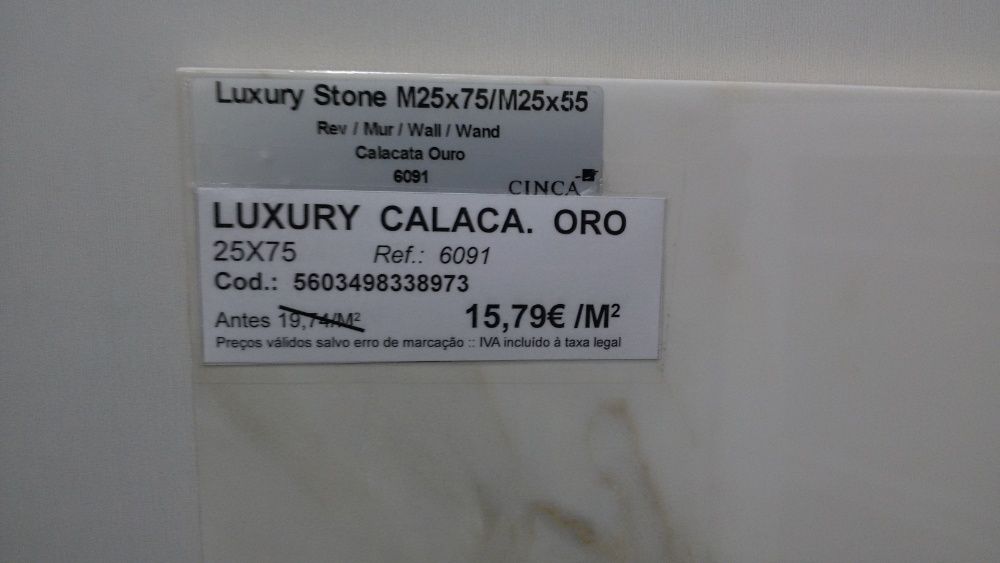 Luxury Stone M25x75/M25x55
Rev / Mur / Wall / Wand
Calacata Ouro
6091
CINCA
LUXURY CALACA. ORO
25X75 Ref.: 6091
Cod.: 5603498338973
Antes 19,74/M² 15,79€ /M²
Preços válidos salvo erro de marcação :: IVA incluído à taxa legal